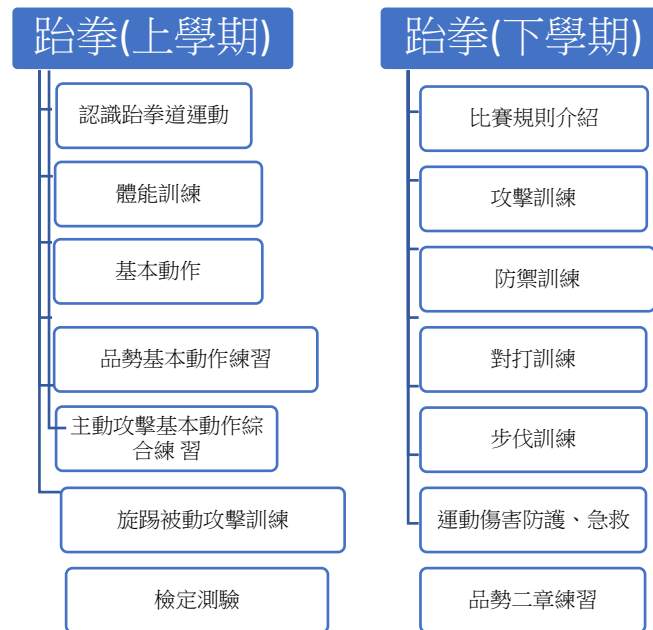 跆拳(上學期)
認識跆拳道運動
體能訓練
基本動作
品勢基本動作練習
主動攻擊基本動作綜
合練 習
旋踢被動攻擊訓練
檢定測驗
跆拳(下學期)
比賽規則介紹
攻擊訓練
防禦訓練
對打訓練
步伐訓練
運動傷害防護、急救
品勢二章練習